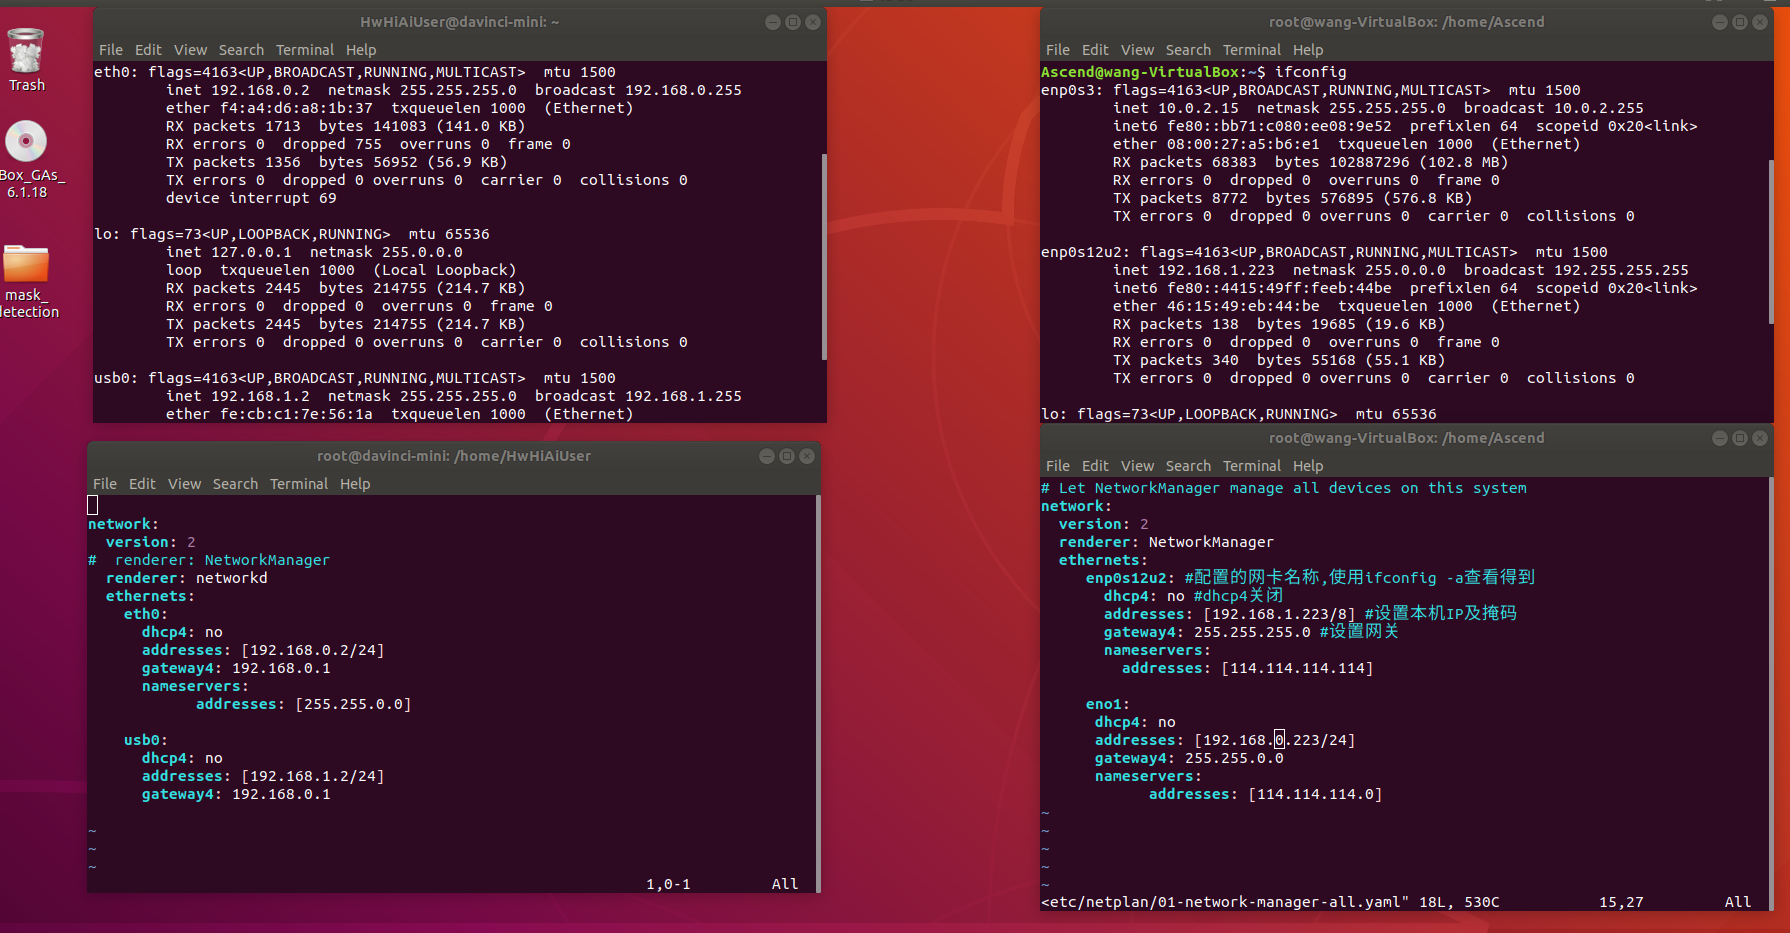 Trash
Box_GAs_
6.1.18
mask_
detection
HwHiAiUser@davinci-mini: ~
File Edit View Search Terminal Help
eth0: flags=4163<UP,BROADCAST,RUNNING,MULTICAST>  mtu 1500
        inet 192.168.0.2  netmask 255.255.255.0  broadcast 192.168.0.255
        ether f4:a4:d6:a8:1b:37  txqueuelen 1000  (Ethernet)
        RX packets 1713  bytes 141083 (141.0 KB)
        RX errors 0  dropped 755  overruns 0  frame 0
        TX packets 1356  bytes 56952 (56.9 KB)
        TX errors 0  dropped 0 overruns 0  carrier 0  collisions 0
        device interrupt 69
lo: flags=73<UP,LOOPBACK,RUNNING>  mtu 65536
        inet 127.0.0.1  netmask 255.0.0.0
        loop  txqueuelen 1000  (Local Loopback)
        RX packets 2445  bytes 214755 (214.7 KB)
        RX errors 0  dropped 0  overruns 0  frame 0
        TX packets 2445  bytes 214755 (214.7 KB)
        TX errors 0  dropped 0 overruns 0  carrier 0  collisions 0
usb0: flags=4163<UP,BROADCAST,RUNNING,MULTICAST>  mtu 1500
        inet 192.168.1.2  netmask 255.255.255.0  broadcast 192.168.1.255
        ether fe:cb:c1:7e:56:1a  txqueuelen 1000  (Ethernet)
root@wang-VirtualBox: /home/Ascend
File Edit View Search Terminal Help
Ascend@wang-VirtualBox:~$ ifconfig
enp0s3: flags=4163<UP,BROADCAST,RUNNING,MULTICAST>  mtu 1500
        inet 10.0.2.15  netmask 255.255.255.0  broadcast 10.0.2.255
        inet6 fe80::bb71:c080:ee08:9e52  prefixlen 64  scopeid 0x20<link>
        ether 08:00:27:a5:b6:e1  txqueuelen 1000  (Ethernet)
        RX packets 68383  bytes 102887296 (102.8 MB)
        RX errors 0  dropped 0  overruns 0  frame 0
        TX packets 8772  bytes 576895 (576.8 KB)
        TX errors 0  dropped 0 overruns 0  carrier 0  collisions 0
enp0s12u2: flags=4163<UP,BROADCAST,RUNNING,MULTICAST>  mtu 1500
        inet 192.168.1.223  netmask 255.0.0.0  broadcast 192.255.255.255
        inet6 fe80::4415:49ff:feeb:44be  prefixlen 64  scopeid 0x20<link>
        ether 46:15:49:eb:44:be  txqueuelen 1000  (Ethernet)
        RX packets 138  bytes 19685 (19.6 KB)
        RX errors 0  dropped 0  overruns 0  frame 0
        TX packets 340  bytes 55168 (55.1 KB)
        TX errors 0  dropped 0 overruns 0  carrier 0  collisions 0
lo: flags=73<UP,LOOPBACK,RUNNING>  mtu 65536
root@davinci-mini: /home/HwHiAiUser
File Edit View Search Terminal Help
network:
  version: 2
#  renderer: NetworkManager
  renderer: networkd
  ethernets:
    eth0:
      dhcp4: no
      addresses: [192.168.0.2/24]
      gateway4: 192.168.0.1
      nameservers:
            addresses: [255.255.0.0]
    usb0:
      dhcp4: no
      addresses: [192.168.1.2/24]
      gateway4: 192.168.0.1
~
~
~
1,0-1 All
root@wang-VirtualBox: /home/Ascend
File Edit View Search Terminal Help
# Let NetworkManager manage all devices on this system
network:
  version: 2
  renderer: NetworkManager
  ethernets:
     enp0s12u2: #配置的网卡名称,使用ifconfig -a查看得到
       dhcp4: no #dhcp4关闭
       addresses: [192.168.1.223/8] #设置本机IP及掩码
       gateway4: 255.255.255.0 #设置网关
       nameservers:
         addresses: [114.114.114.114]
     eno1:
      dhcp4: no
      addresses: [192.168.0.223/24]
      gateway4: 255.255.0.0
      nameservers:
            addresses: [114.114.114.0]
~
~
~
~
~
<etc/netplan/01-network-manager-all.yaml" 18L, 530C 15,27 All